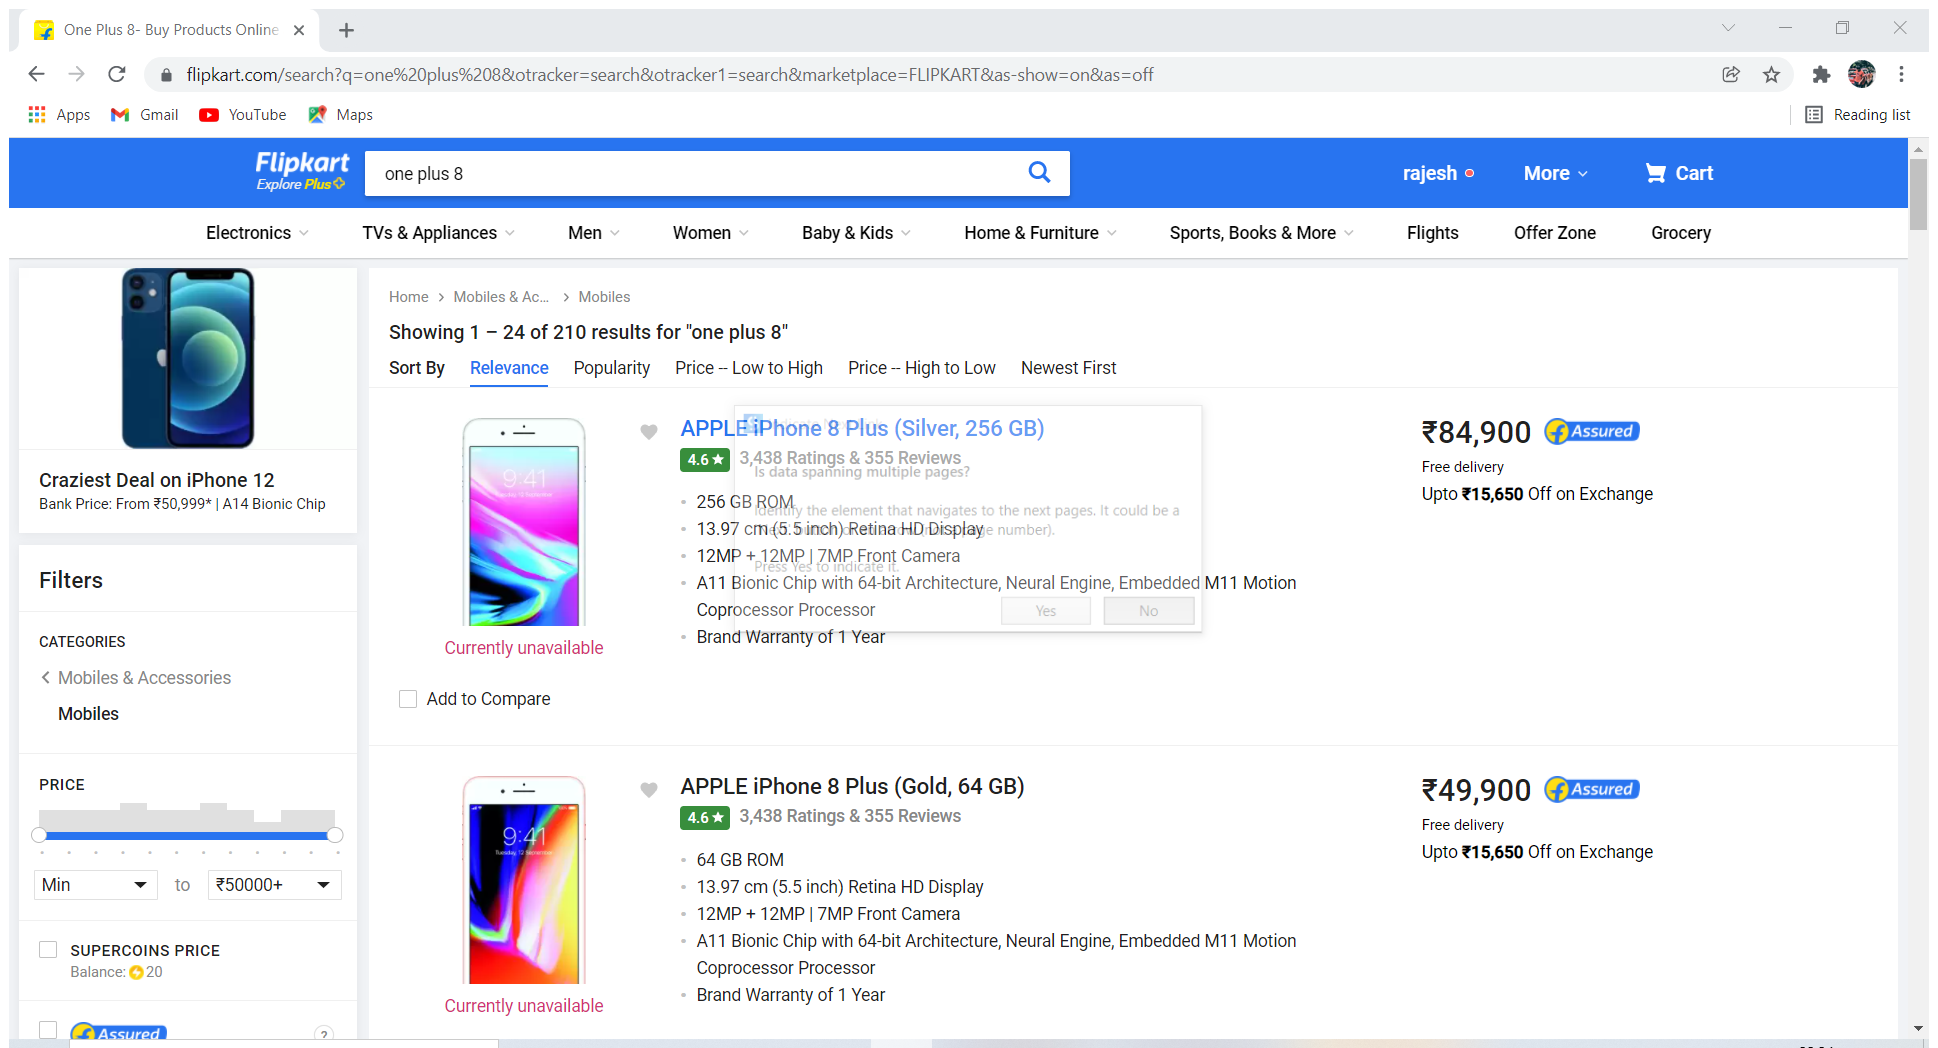 One Plus 8- Buy Products Online
flipkart.com/search?q=one%20plus%208&otracker=search&otracker1=search&marketplace=FLIPKART&as-show=on&as=off
Apps Gmail YouTube Maps Reading list
Flipkart
Explore Plus
one plus 8
rajesh More Cart
Electronics TVs & Appliances Men Women Baby & Kids Home & Furniture Sports, Books & More Flights Offer Zone Grocery
Craziest Deal on iPhone 12
Bank Price: From ₹50,999* | A14 Bionic Chip
Filters
CATEGORIES
Mobiles & Accessories
Mobiles
PRICE
Min to ₹50000+
SUPERCOINS PRICE
Balance: 20
Assured ?
Home Mobiles & Ac... Mobiles
Showing 1 – 24 of 210 results for "one plus 8"
Sort By Relevance Popularity Price -- Low to High Price -- High to Low Newest First
9:41
Currently unavailable
Add to Compare
APPLE iPhone 8 Plus (Silver, 256 GB)
4.6 ★ 3,438 Ratings & 355 Reviews
256 GB ROM
13.97 cm (5.5 inch) Retina HD Display
12MP + 12MP | 7MP Front Camera
A11 Bionic Chip with 64-bit Architecture, Neural Engine, Embedded M11 Motion
Coprocessor Processor
Brand Warranty of 1 Year
Is data spanning multiple pages?
Identify the element that navigates to the next pages. It could be a
page number).
Press Yes to indicate it.
Yes No
₹84,900 Assured
Free delivery
Upto ₹15,650 Off on Exchange
9:41
Currently unavailable
APPLE iPhone 8 Plus (Gold, 64 GB)
4.6 ★ 3,438 Ratings & 355 Reviews
64 GB ROM
13.97 cm (5.5 inch) Retina HD Display
12MP + 12MP | 7MP Front Camera
A11 Bionic Chip with 64-bit Architecture, Neural Engine, Embedded M11 Motion
Coprocessor Processor
Brand Warranty of 1 Year
₹49,900 Assured
Free delivery
Upto ₹15,650 Off on Exchange